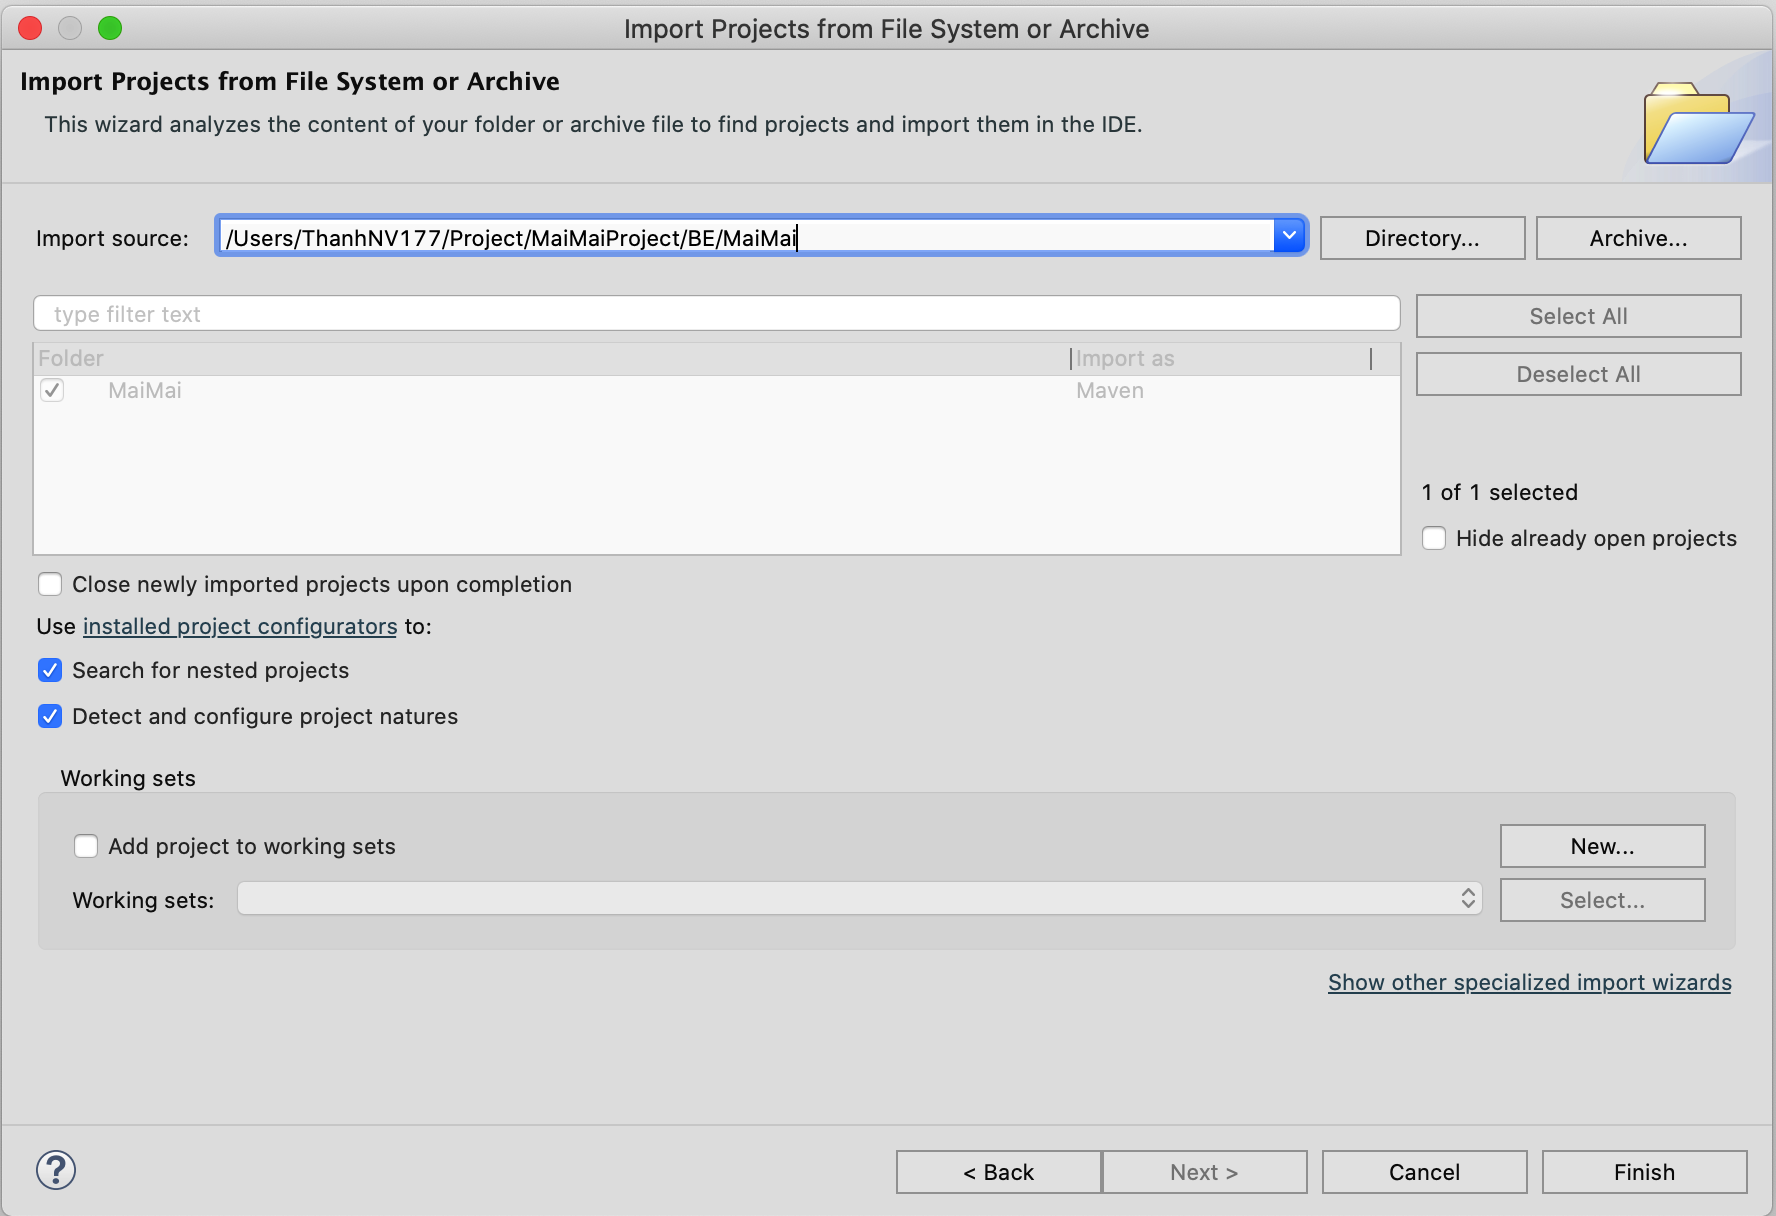 Import Projects from File System or Archive
Import Projects from File System or Archive
This wizard analyzes the content of your folder or archive file to find projects and import them in the IDE.
Import source: /Users/ThanhNV177/Project/MaiMaiProject/BE/MaiMai Directory... Archive...
type filter text Select All
Folder Import as
Deselect All
MaiMai Maven
1 of 1 selected
Hide already open projects
Close newly imported projects upon completion
Use installed project configurators to:
Search for nested projects
Detect and configure project natures
Working sets
Add project to working sets New...
Working sets: Select...
Show other specialized import wizards
? < Back Next > Cancel Finish